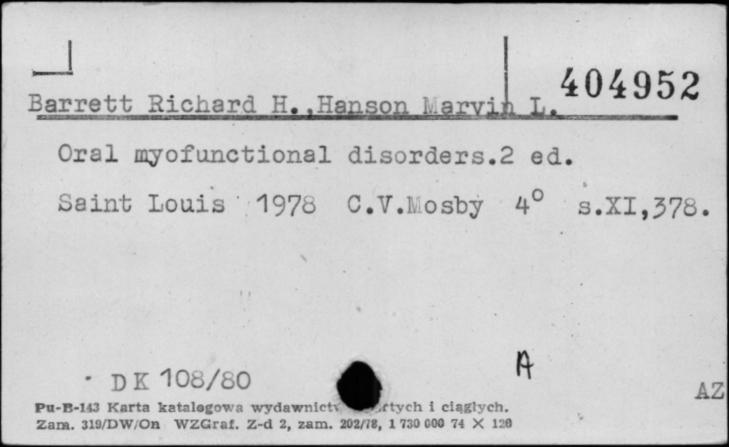 404952
Barrett Richard H.,Hanson Marvin L.
Oral myofunctional disorders.2 ed.
Saint Louis 1978 C.V.Mosby 4° s.XI,378.
A
DK 108/80
AZ
Pu-B-143 Karta katalogowa wydawnictw i ciągłych.
Zam. 319/DW/On WZGraf. Z-d 2, zam. 202/78, 1 730 000 74 X 120